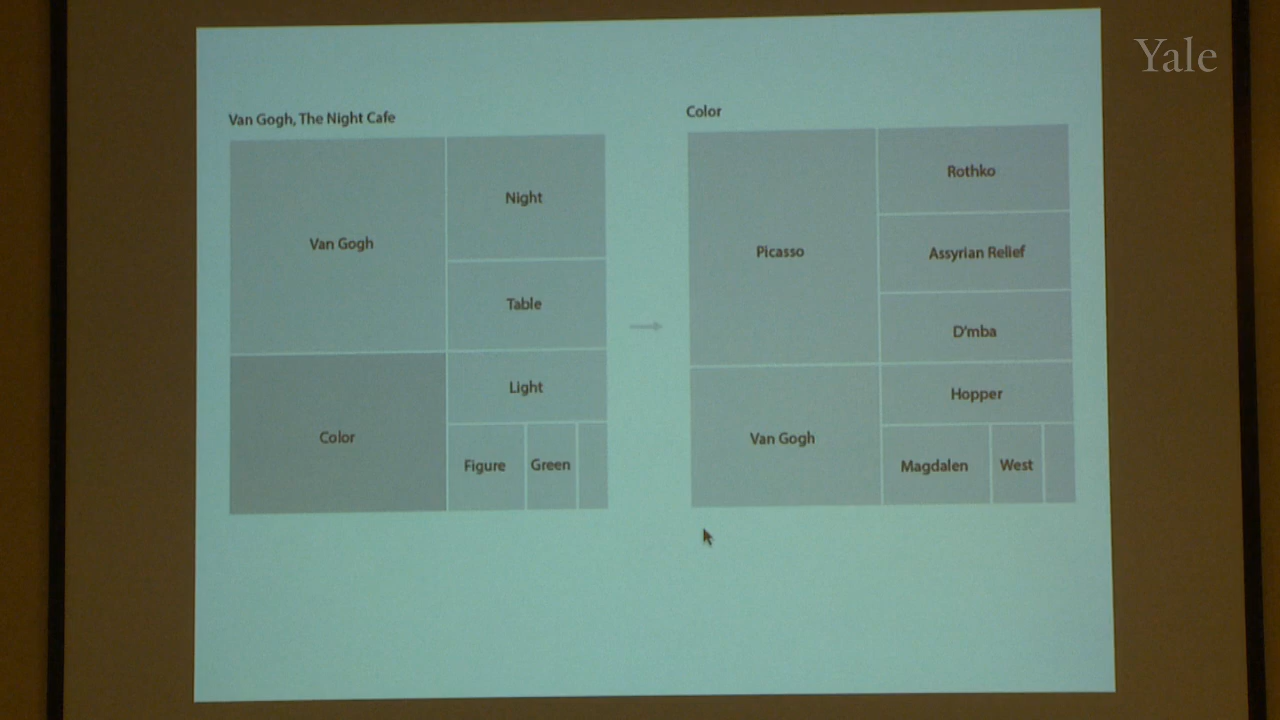 Yale
Van Gogh, The Night Cafe
Van Gogh
Night
Table
Color
Light
Figure
Green
Color
Picasso
Rothko
Assyrian Relief
D'mba
Van Gogh
Hopper
Magdalen
West